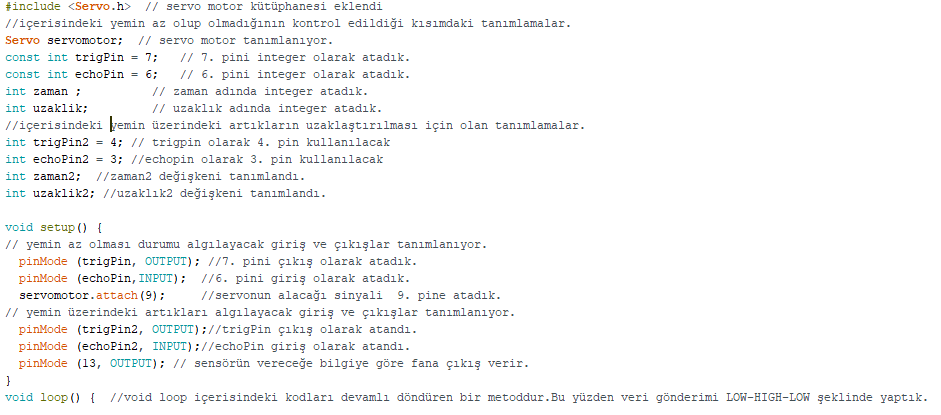 #include <Servo.h>  // servo motor kütüphanesi eklendi
//içerisindeki yemin az olup olmadığının kontrol edildiği kısımdaki tanımlamalar.
Servo servomotor;  // servo motor tanımlanıyor.
const int trigPin = 7;   // 7. pini integer olarak atadık.
const int echoPin = 6;   // 6. pini integer olarak atadık.
int zaman ;          // zaman adında integer atadık.
int uzaklik;         // uzaklık adında integer atadık.
//içerisindeki yemin üzerindeki artıkların uzaklaştırılması için olan tanımlamalar.
int trigPin2 = 4; // trigpin olarak 4. pin kullanılacak
int echoPin2 = 3; //echopin olarak 3. pin kullanılacak
int zaman2;  //zaman2 değişkeni tanımlandı.
int uzaklik2; //uzaklık2 değişkeni tanımlandı.
void setup() {
// yemin az olması durumu algılayacak giriş ve çıkışlar tanımlanıyor.
  pinMode (trigPin, OUTPUT); //7. pini çıkış olarak atadık.
  pinMode (echoPin,INPUT);  //6. pini giriş olarak atadık.
  servomotor.attach(9);     //servonun alacağı sinyali  9. pine atadık.
// yemin üzerindeki artıkları algılayacak giriş ve çıkışlar tanımlanıyor.
  pinMode (trigPin2, OUTPUT);//trigPin çıkış olarak atandı.
  pinMode (echoPin2, INPUT);//echoPin giriş olarak atandı.
  pinMode (13, OUTPUT); // sensörün vereceğe bilgiye göre fana çıkış verir.
}
void loop() {  //void loop içerisindeki kodları devamlı döndüren bir metoddur.Bu yüzden veri gönderimi LOW-HIGH-LOW şeklinde yaptık.